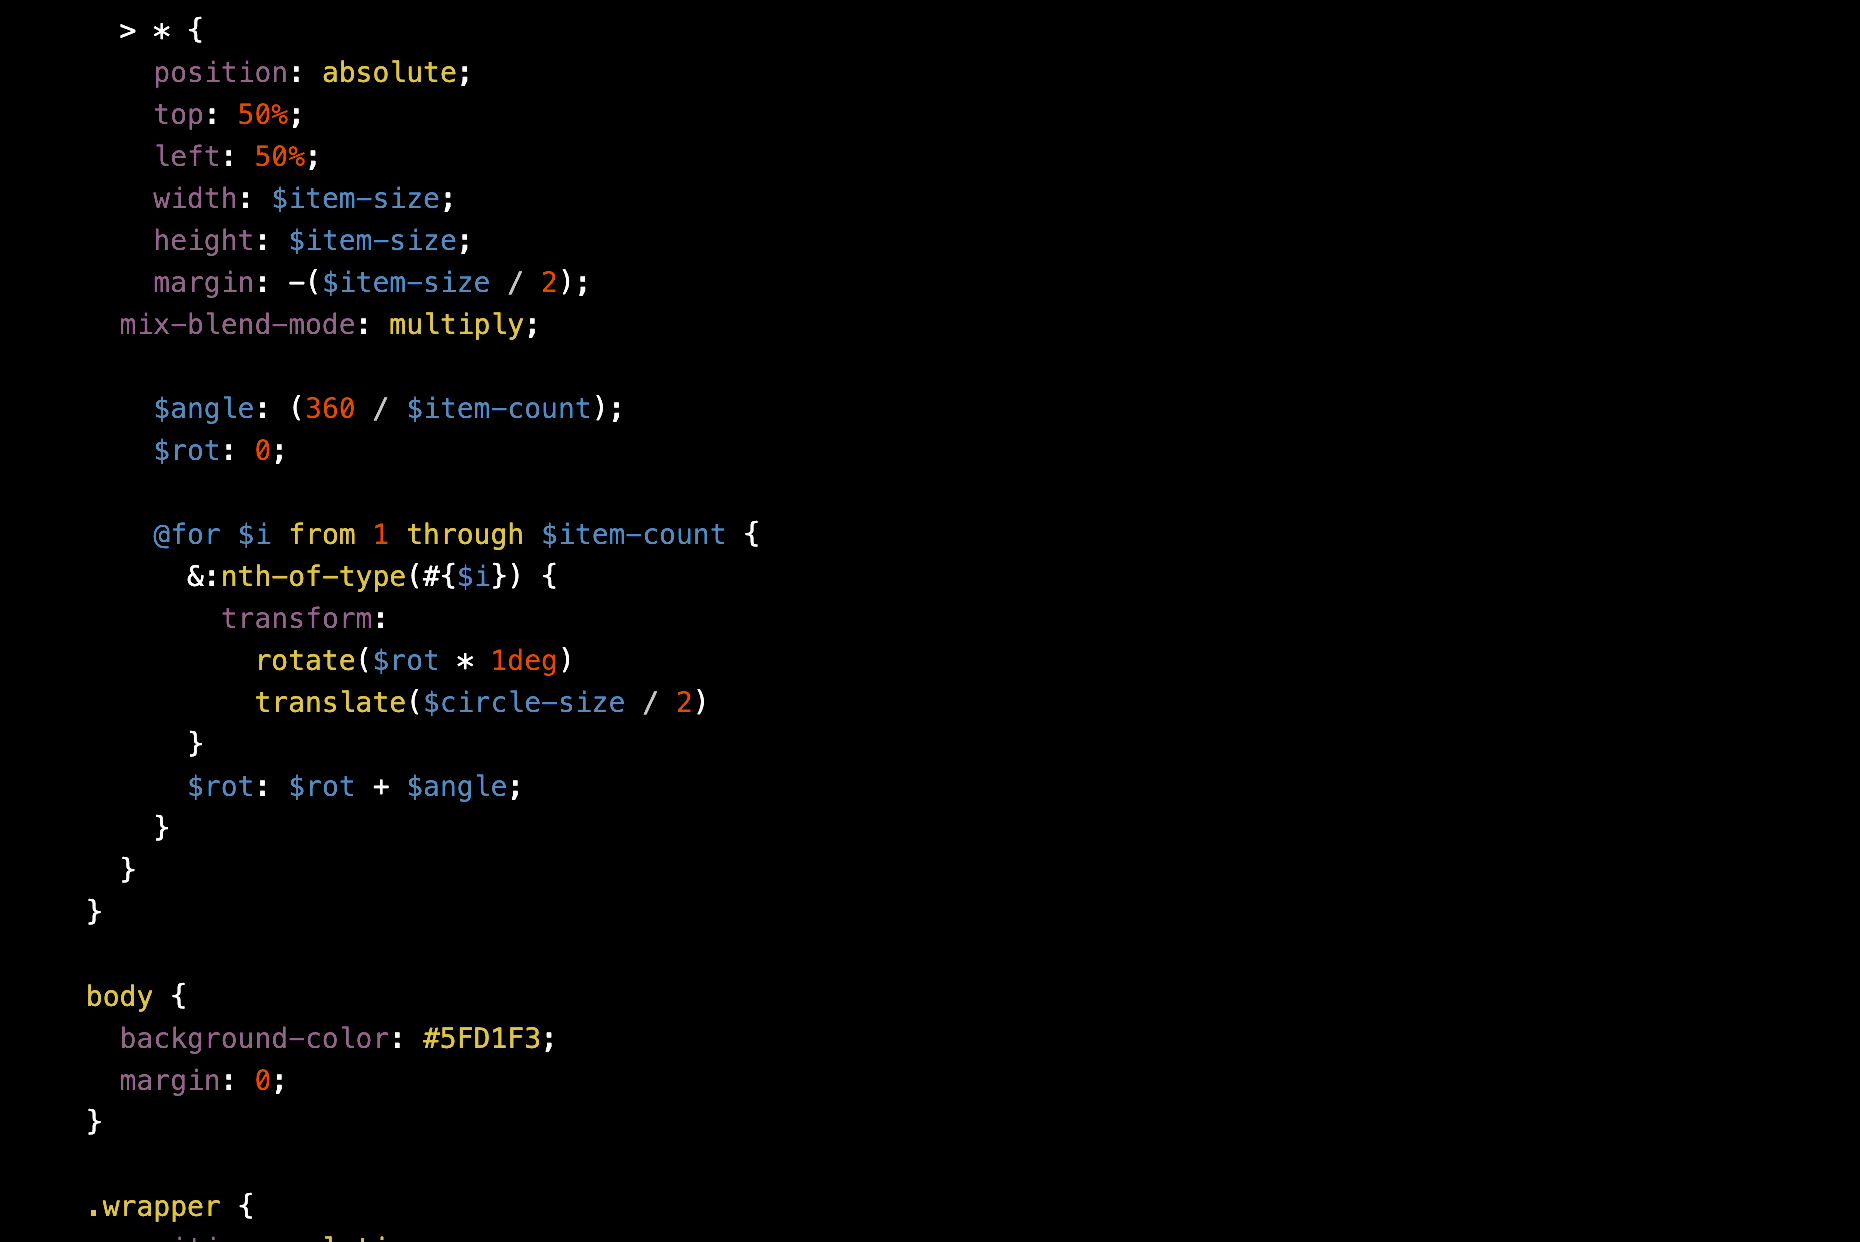 > * {
position: absolute;
top: 50%;
left: 50%;
width: $item-size;
height: $item-size;
margin: -($item-size / 2);
mix-blend-mode: multiply;
$angle: (360 / $item-count);
$rot: 0;
@for $i from 1 through $item-count {
&:nth-of-type(#{$i}) {
transform:
rotate($rot * 1deg)
translate($circle-size / 2)
}
$rot: $rot + $angle;
}
}
}
body {
background-color: #5FD1F3;
margin: 0;
}
.wrapper {